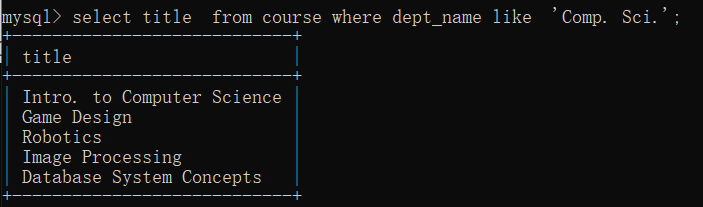 mysql> select title  from course where dept_name like  'Comp. Sci.';
+----------------------------+
| title                      |
+----------------------------+
| Intro. to Computer Science |
| Game Design                |
| Robotics                   |
| Image Processing           |
| Database System Concepts   |
+----------------------------+